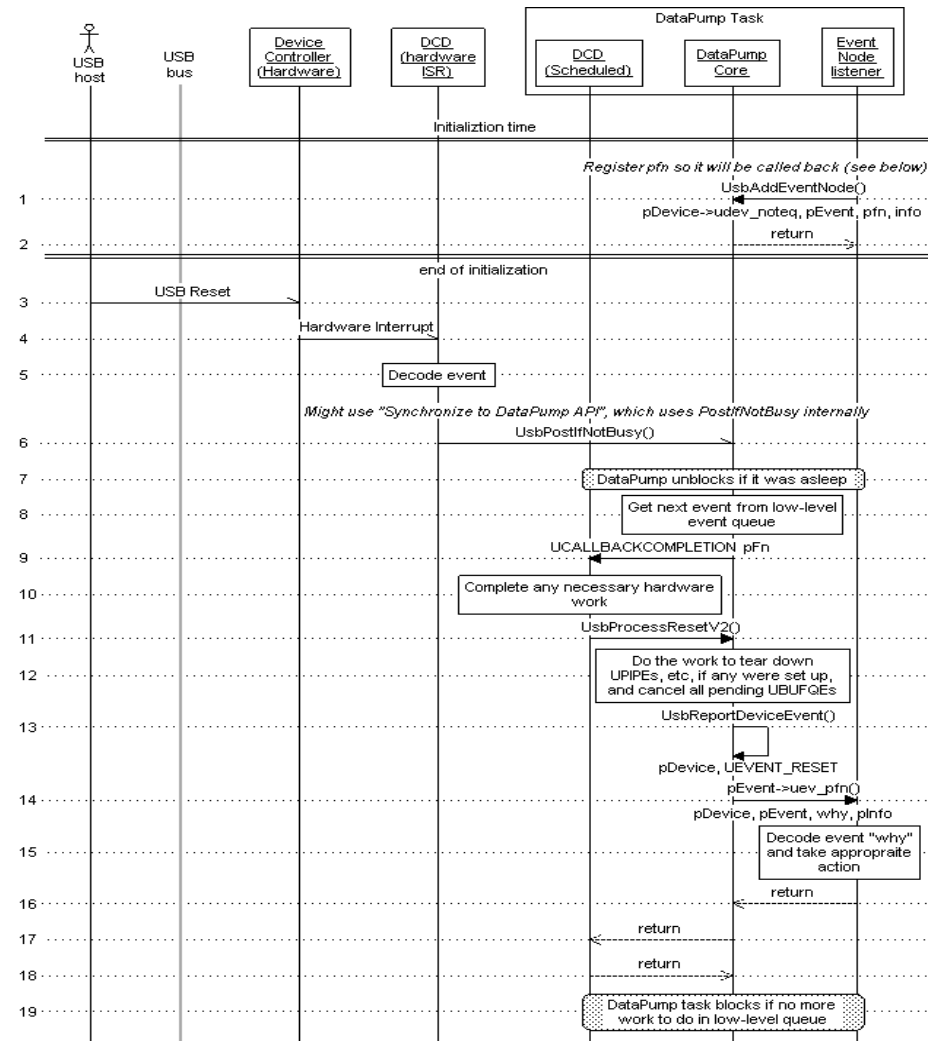 DataPump Task
USB
host
USB
bus
Device
Controller
(Hardware)
DCD
(hardware
ISR)
DCD
(Scheduled)
DataPump
Core
Event
Node
listener
Initializtion time
Register pfn so it will be called back (see below)
UsbAddEventNode()
1
pDevice->udev_noteq, pEvent, pfn, info
return
2
end of initialization
USB Reset
3
Hardware Interrupt
4
5
Decode event
Might use "Synchronize to DataPump API", which uses PostIfNotBusy internally
UsbPostIfNotBusy()
6
7
DataPump unblocks if it was asleep
8
Get next event from low-level
event queue
UCALLBACKCOMPLETION pFn
9
10
Complete any necessary hardware
work
UsbProcessResetV2()
11
12
Do the work to tear down
UPIPEs, etc, if any were set up,
and cancel all pending UBUFQEs
UsbReportDeviceEvent()
13
pDevice, UEVENT_RESET
pEvent->uev_pfn()
14
pDevice, pEvent, why, pInfo
15
Decode event "why"
and take appropraite
action
return
16
return
17
return
18
19
DataPump task blocks if no more
work to do in low-level queue